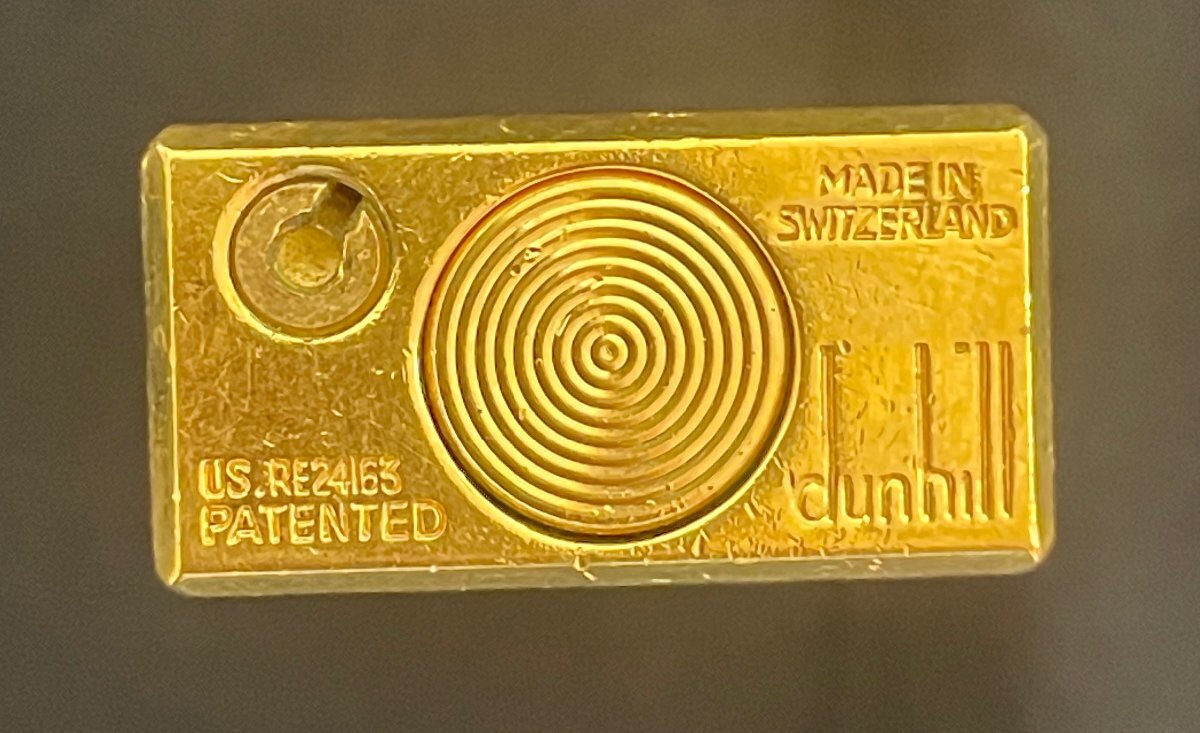 MADE IN
SWITZERLAND
dunhill
US.RE24163
PATENTED